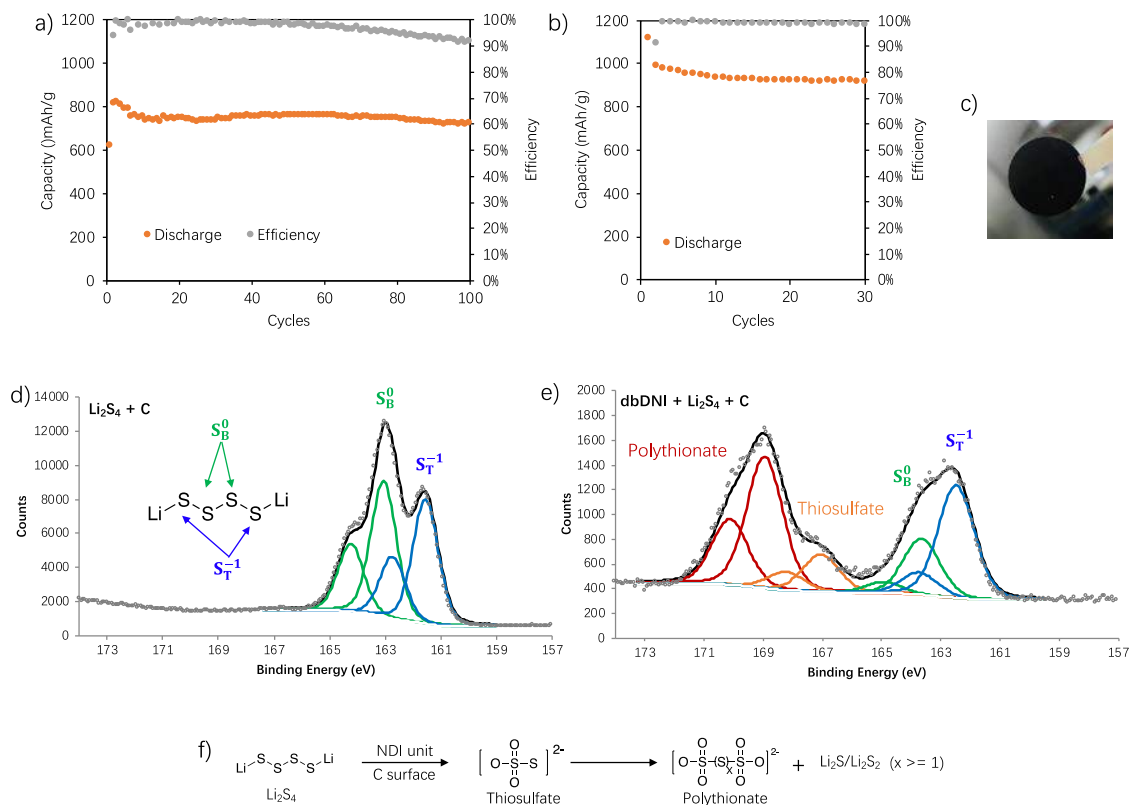 a)
1200
1000
800
600
400
200
0
Capacity ()mAh/g
100%
90%
80%
70%
60%
50%
40%
30%
20%
10%
0%
Efficiency
Discharge
Efficiency
0 20 40 60 80 100
Cycles
b)
1200
1000
800
600
400
200
0
Capacity (mAh/g)
100%
90%
80%
70%
60%
50%
40%
30%
20%
10%
0%
Efficiency
Discharge
0 10 20 30
Cycles
c)
d)
14000
12000
10000
8000
6000
4000
2000
0
Counts
Li₂S₄ + C
S_B^0
Li S S S S Li
S_T^-1
S_B^0
S_T^-1
173 171 169 167 165 163 161 159 157
Binding Energy (eV)
e)
2000
1800
1600
1400
1200
1000
800
600
400
200
0
Counts
dbDNI + Li₂S₄ + C
Polythionate
Thiosulfate
S_B^0
S_T^-1
173 171 169 167 165 163 161 159 157
Binding Energy (eV)
f)
Li S S S S Li
Li₂S₄
NDI unit
C surface
[O-S-S O O]2-
Thiosulfate
[O-S-(S)x-S-O O O O O]2-
Polythionate
+ Li₂S/Li₂S₂ (x >= 1)